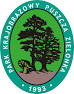 PARK KRAJOBRAZOWY PUSZCZA ZIELONKA
• 1993 •